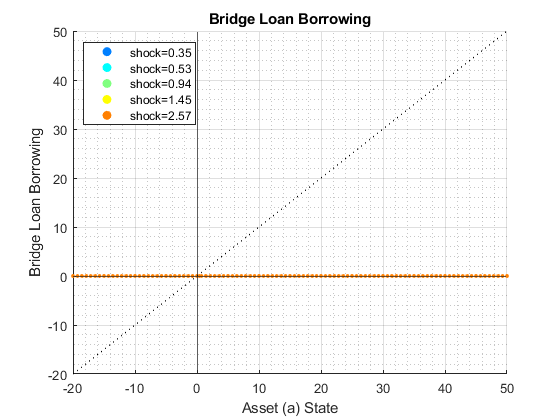 Bridge Loan Borrowing
50
40
30
20
10
0
-10
-20
Bridge Loan Borrowing
shock=0.35
shock=0.53
shock=0.94
shock=1.45
shock=2.57
-20 -10 0 10 20 30 40 50
Asset (a) State